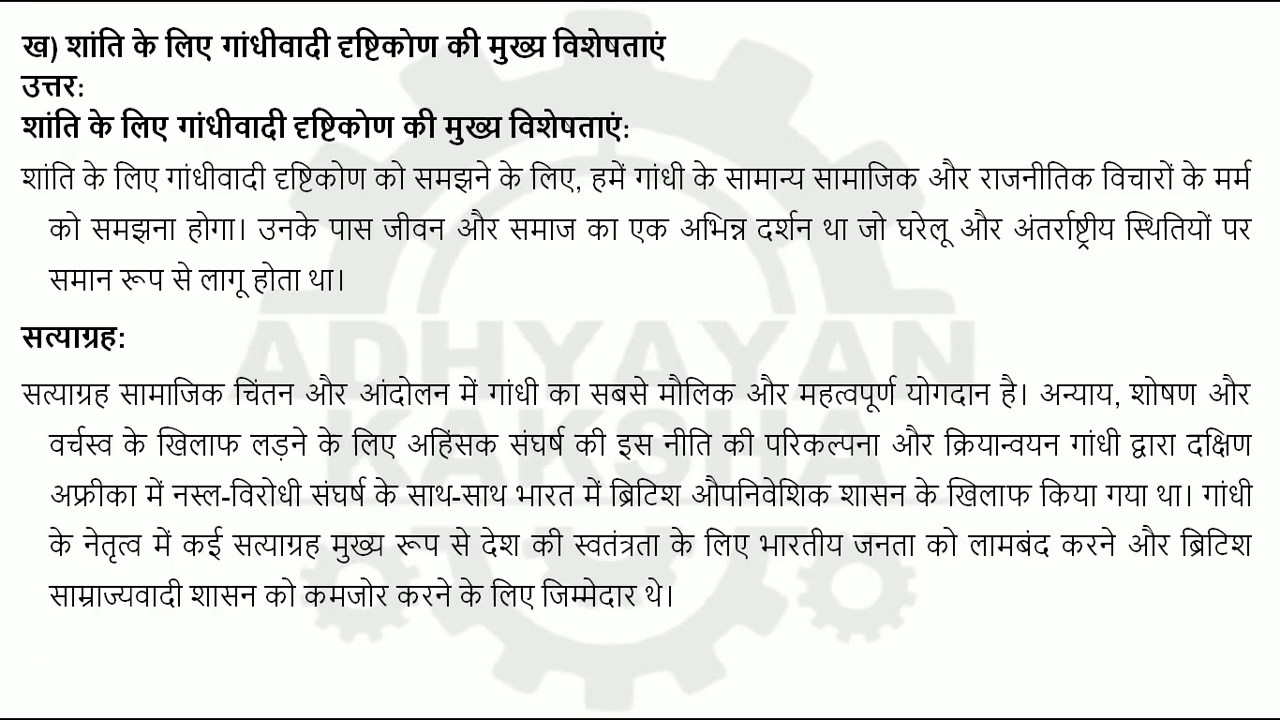 ख) शांति के लिए गांधीवादी दृष्टिकोण की मुख्य विशेषताएं
उत्तर:
शांति के लिए गांधीवादी दृष्टिकोण की मुख्य विशेषताएं:
शांति के लिए गांधीवादी दृष्टिकोण को समझने के लिए, हमें गांधी के सामान्य सामाजिक और राजनीतिक विचारों के मर्म
को समझना होगा। उनके पास जीवन और समाज का एक अभिन्न दर्शन था जो घरेलू और अंतर्राष्ट्रीय स्थितियों पर
समान रूप से लागू होता था।
ADHYAYAN
KAKSHA
सत्याग्रह:
सत्याग्रह सामाजिक चिंतन और आंदोलन में गांधी का सबसे मौलिक और महत्वपूर्ण योगदान है। अन्याय, शोषण और
वर्चस्व के खिलाफ लड़ने के लिए अहिंसक संघर्ष की इस नीति की परिकल्पना और क्रियान्वयन गांधी द्वारा दक्षिण
अफ्रीका में नस्ल-विरोधी संघर्ष के साथ-साथ भारत में ब्रिटिश औपनिवेशिक शासन के खिलाफ किया गया था। गांधी
के नेतृत्व में कई सत्याग्रह मुख्य रूप से देश की स्वतंत्रता के लिए भारतीय जनता को लामबंद करने और ब्रिटिश
साम्राज्यवादी शासन को कमजोर करने के लिए जिम्मेदार थे।